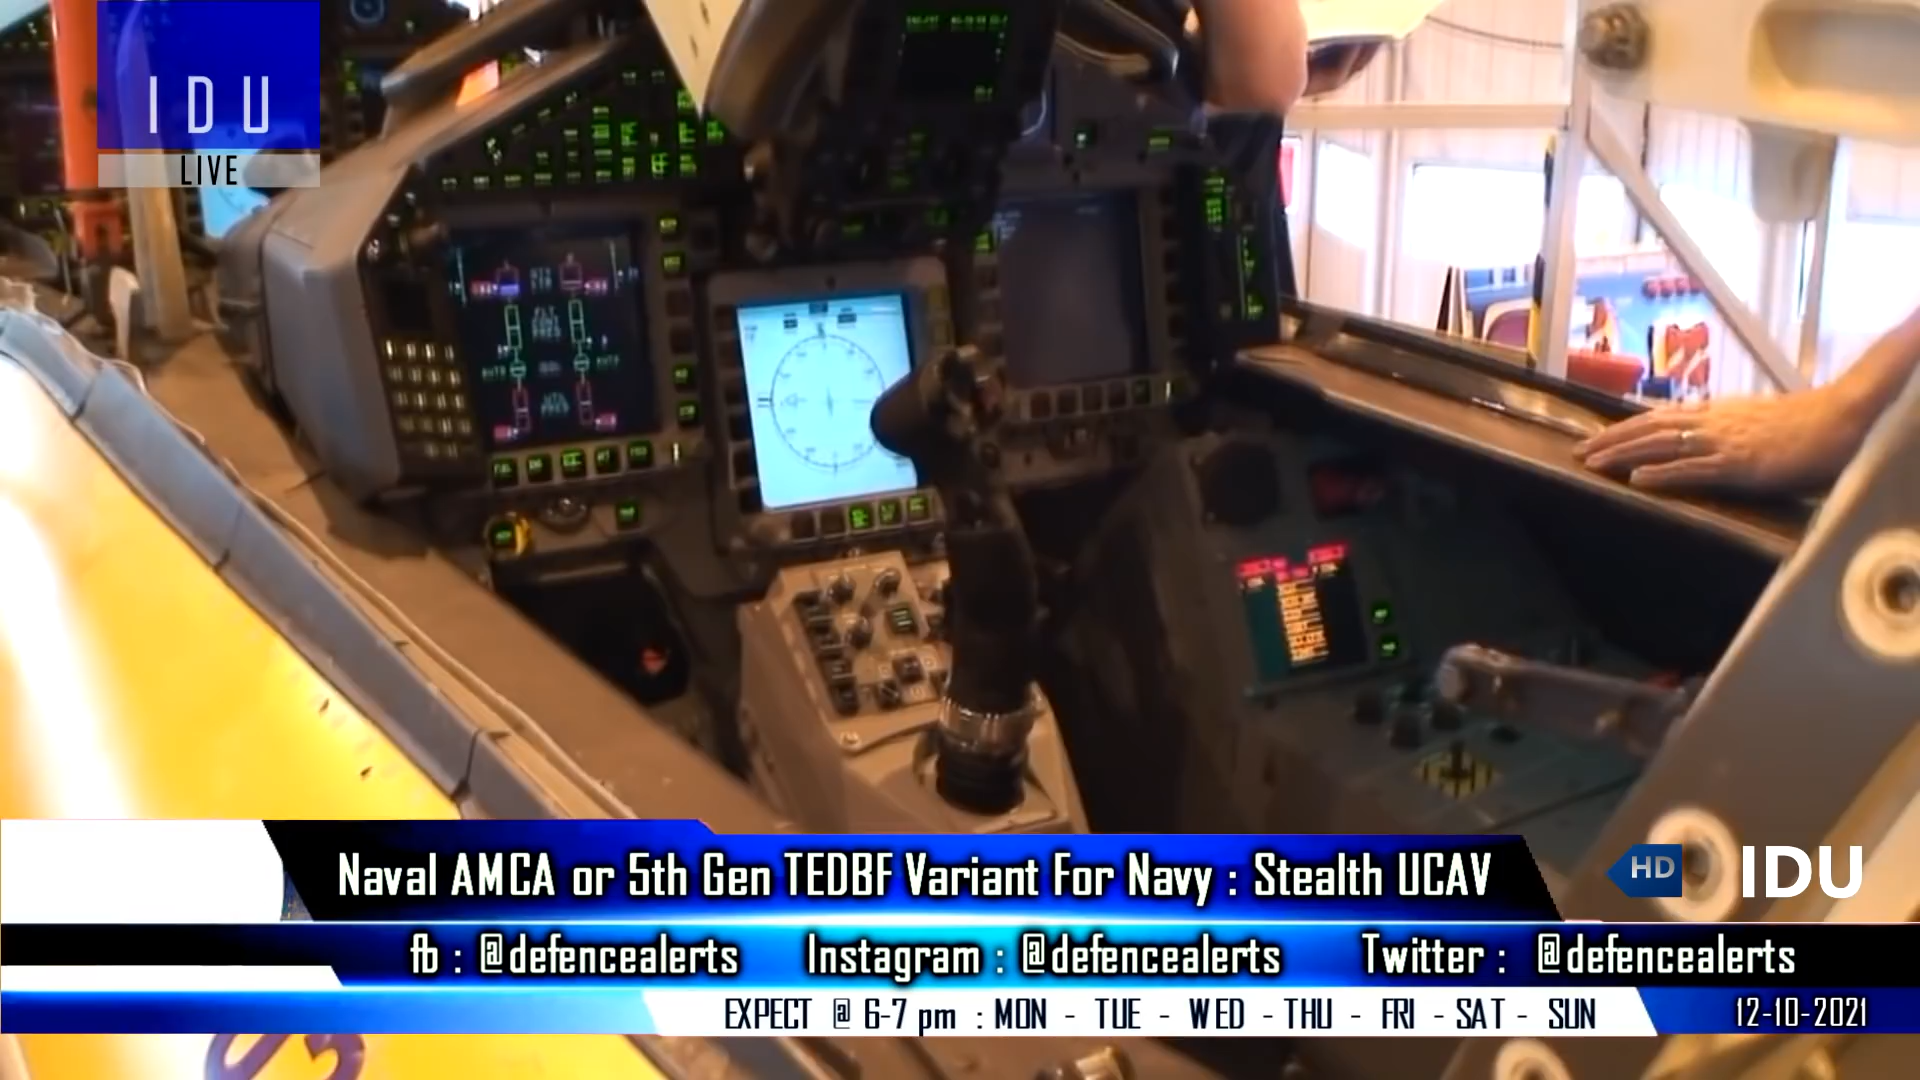 IDU
LIVE
Naval AMCA or 5th Gen TEDBF Variant For Navy : Stealth UCAV
HD IDU
fb : @defencealerts Instagram : @defencealerts Twitter : @defencealerts
EXPECT @ 6-7 pm : MON - TUE - WED - THU - FRI - SAT - SUN 12-10-2021